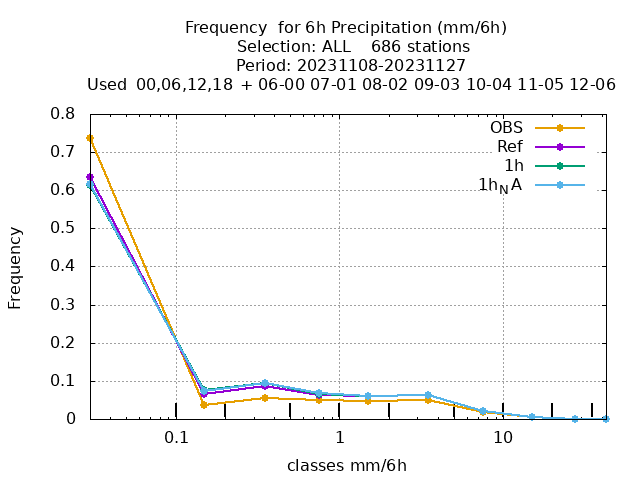 Frequency  for 6h Precipitation (mm/6h)
Selection: ALL    686 stations
Period: 20231108-20231127
Used  00,06,12,18  + 06-00 07-01 08-02 09-03 10-04 11-05 12-06
OBS
Ref
1h
1h_NA
0.8
0.7
0.6
0.5
0.4
0.3
0.2
0.1
0
Frequency
0.1 1 10
classes mm/6h